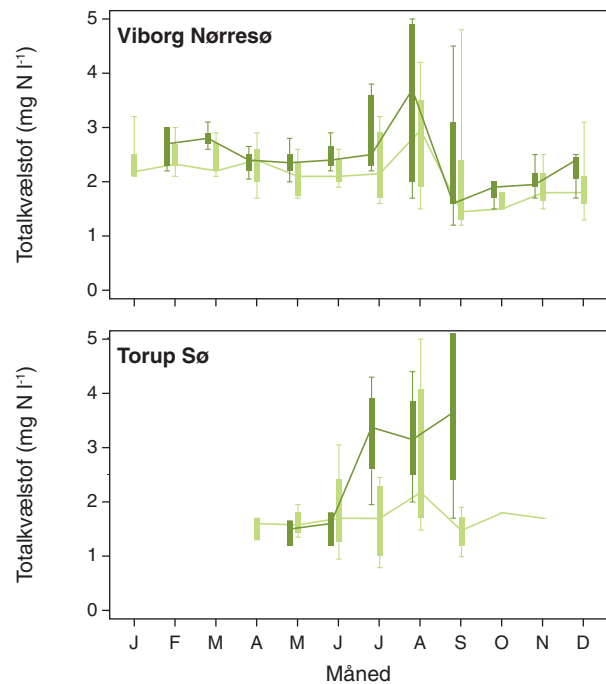 Viborg Nørresø
Totalkvælstof (mg N l⁻¹)
5
4
3
2
1
0
Torup Sø
Totalkvælstof (mg N l⁻¹)
5
4
3
2
1
0
J F M A M J J A S O N D
Måned